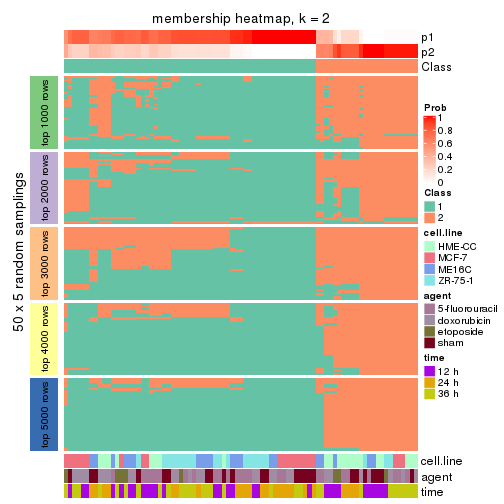 membership heatmap, k = 2
p1
p2
Class
50 x 5 random samplings
top 1000 rows
top 2000 rows
top 3000 rows
top 4000 rows
top 5000 rows
cell.line
agent
time
Prob
1
0.8
0.6
0.4
0.2
0
Class
1
2
cell.line
HME-CC
MCF-7
ME16C
ZR-75-1
agent
5-fluorouracil
doxorubicin
etoposide
sham
time
12 h
24 h
36 h